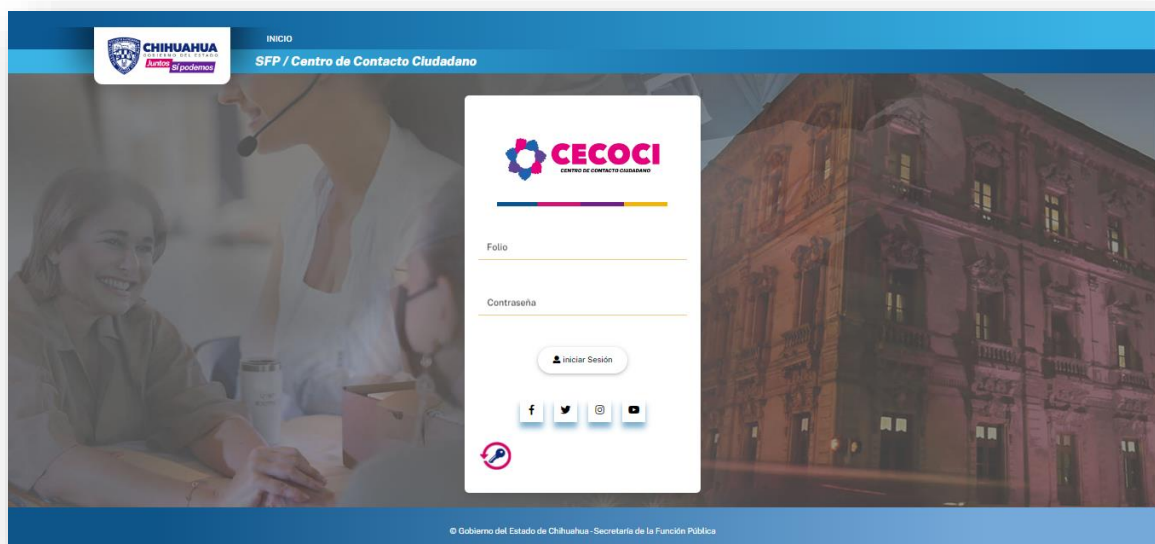 INICIO
CHIHUAHUA
GOBIERNO DEL ESTADO
Juntos
Sí podemos
SFP / Centro de Contacto Ciudadano
CECOCI
CENTRO DE CONTACTO CIUDADANO
Folio
Contraseña
iniciar Sesión
© Gobierno del Estado de Chihuahua - Secretaría de la Función Pública